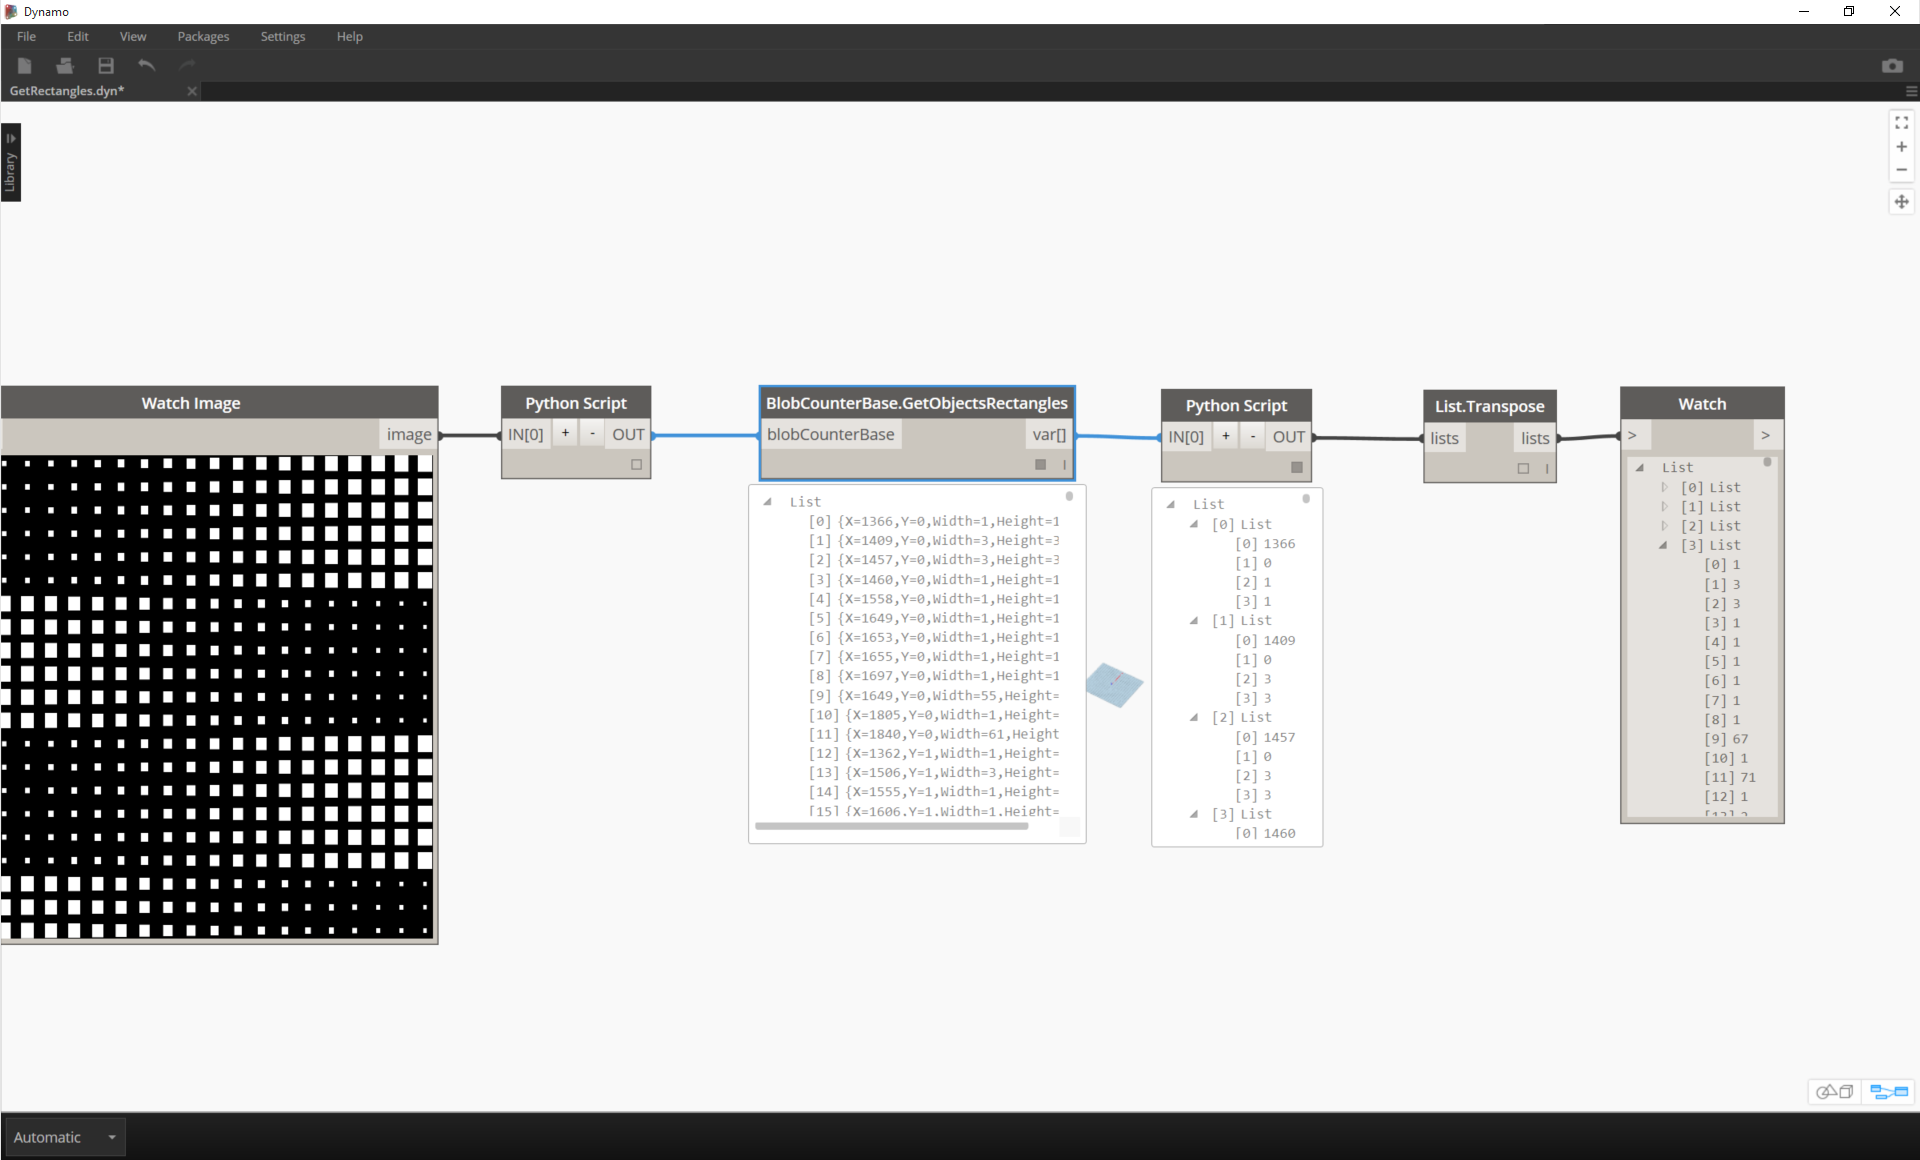 Dynamo
File Edit View Packages Settings Help
GetRectangles.dyn*
Library
Watch Image
image
Python Script
IN[0] + - OUT
BlobCounterBase.GetObjectsRectangles
blobCounterBase var[]
List
[0] {X=1366,Y=0,Width=1,Height=1
[1] {X=1409,Y=0,Width=3,Height=3
[2] {X=1457,Y=0,Width=3,Height=3
[3] {X=1460,Y=0,Width=1,Height=1
[4] {X=1558,Y=0,Width=1,Height=1
[5] {X=1649,Y=0,Width=1,Height=1
[6] {X=1653,Y=0,Width=1,Height=1
[7] {X=1655,Y=0,Width=1,Height=1
[8] {X=1697,Y=0,Width=1,Height=1
[9] {X=1649,Y=0,Width=55,Height=
[10] {X=1805,Y=0,Width=1,Height=
[11] {X=1840,Y=0,Width=61,Height
[12] {X=1362,Y=1,Width=1,Height=
[13] {X=1506,Y=1,Width=3,Height=
[14] {X=1555,Y=1,Width=1,Height=
[15] {X=1606,Y=1,Width=1,Height=
Python Script
IN[0] + - OUT
List
[0] List
[0] 1366
[1] 0
[2] 1
[3] 1
[1] List
[0] 1409
[1] 0
[2] 3
[3] 3
[2] List
[0] 1457
[1] 0
[2] 3
[3] 3
[3] List
[0] 1460
List.Transpose
lists lists
Watch
> >
List
[0] List
[1] List
[2] List
[3] List
[0] 1
[1] 3
[2] 3
[3] 1
[4] 1
[5] 1
[6] 1
[7] 1
[8] 1
[9] 67
[10] 1
[11] 71
[12] 1
Automatic